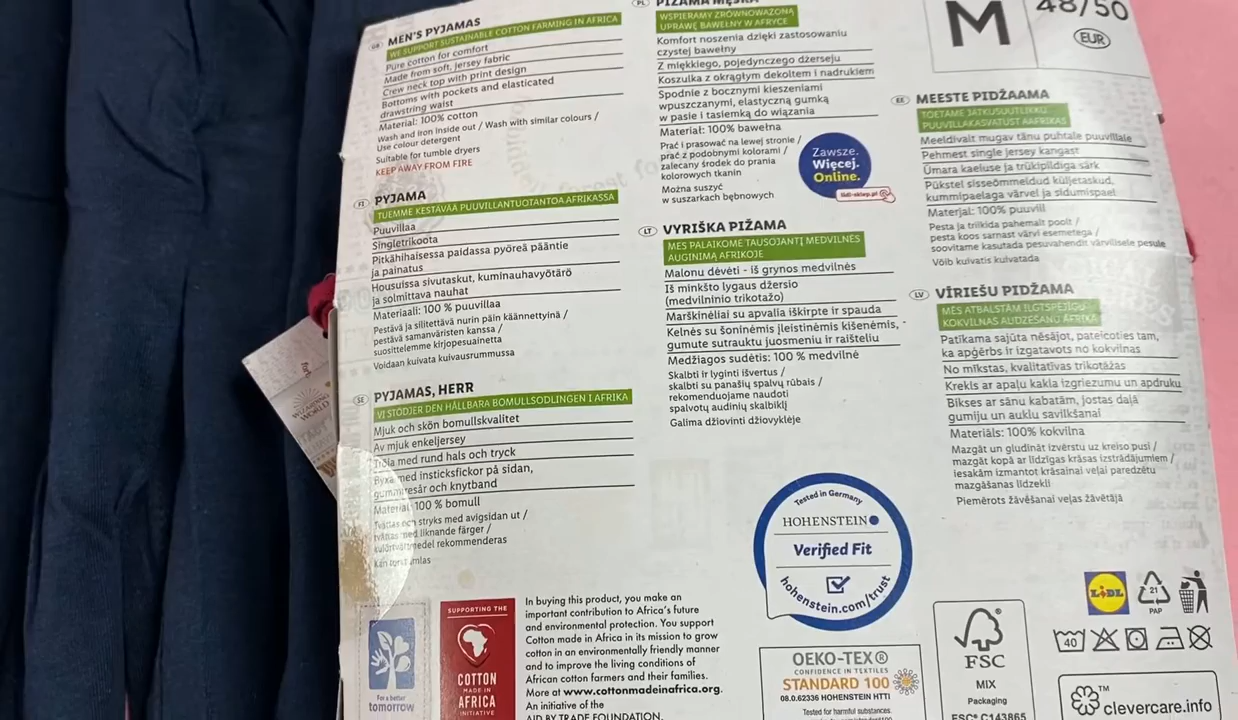 GB MEN'S PYJAMAS
WE SUPPORT SUSTAINABLE COTTON FARMING IN AFRICA
Pure cotton for comfort
Made from soft, jersey fabric
Crew neck top with print design
Bottoms with pockets and elasticated
drawstring waist
Material: 100% cotton
Wash and iron inside out / Wash with similar colours /
Use colour detergent
Suitable for tumble dryers
KEEP AWAY FROM FIRE
FI PYJAMA
TUEMME KESTÄVÄÄ PUUVILLANTUOTANTOA AFRIKASSA
Puuvillaa
Singletrikoota
Pitkähihaisessa paidassa pyöreä pääntie
ja painatus
Housuissa sivutaskut, kuminauhavyötärö
ja solmittava nauhat
Materiaali: 100 % puuvillaa
Pestävä ja silitettävä nurin päin käännettyinä /
pestävä samanväristen kanssa /
suosittelemme kirjopesuainetta
Voidaan kuivata kuivausrummussa
SE PYJAMAS, HERR
VI STÖDJER DEN HÅLLBARA BOMULLSODLINGEN I AFRIKA
Mjuk och skön bomullskvalitet
Av mjuk enkeljersey
Tröja med rund hals och tryck
Byxa med insticksfickor på sidan,
gummiresår och knytband
Material: 100 % bomull
Tvättas och stryks med avigsidan ut /
tvättas med liknande färger /
kulörtvättmedel rekommenderas
Kan torktumlas
WIZARDING
WORLD
PL PIŻAMA MĘSKA
WSPIERAMY ZRÓWNOWAŻONĄ
UPRAWĘ BAWEŁNY W AFRYCE
Komfort noszenia dzięki zastosowaniu
czystej bawełny
Z miękkiego, pojedynczego dżerseju
Koszulka z okrągłym dekoltem i nadrukiem
Spodnie z bocznymi kieszeniami
wpuszczanymi, elastyczną gumką
w pasie i tasiemką do wiązania
Material: 100% bawełna
Prać i prasować na lewej stronie /
prać z podobnymi kolorami /
zalecany środek do prania
kolorowych tkanin
Można suszyć
w suszarkach bębnowych
Zawsze.
Więcej.
Online.
lidl-sklep.pl
LT VYRIŠKA PIŽAMA
MES PALAIKOME TAUSOJANTĮ MEDVILNĖS
AUGINIMĄ AFRIKOJE
Malonu dėvėti - iš grynos medvilnės
Iš minkšto lygaus džersio
(medvilninio trikotažo)
Marškinėliai su apvalia iškirpte ir spauda
Kelnės su šoninėmis įleistinėmis kišenėmis,
gumute sutrauktu juosmeniu ir raišteliu
Medžiagos sudėtis: 100 % medvilnė
Skalbti ir lyginti išvertus /
skalbti su panašių spalvų rūbais /
rekomenduojame naudoti
spalvotų audinių skalbiklį
Galima džiovinti džiovyklėje
M
48/50
EUR
EE MEESTE PIDŽAAMA
TOETAME JÄTKUSUUTLIKKU
PUUVILLAKASVATUST AAFRIKAS
Meeldivalt mugav tänu puhtale puuvillale
Pehmest single jersey kangast
Ümara kaeluse ja trükipildiga särk
Pükstel sisseõmmeldud küljetaskud,
kummipaelaga värvel ja sidumispael
Materjal: 100% puuvill
Pesta ja triikida pahemalt poolt /
pesta koos sarnast värvi esemetega /
soovitame kasutada pesuvahendit värvilisele pesule
Võib kuivatis kuivatada
LV VĪRIEŠU PIDŽAMA
MĒS ATBALSTĀM ILGTSPĒJĪGU
KOKVILNAS AUDZĒŠANU ĀFRIKĀ
Patīkama sajūta nēsājot, pateicoties tam,
ka apģērbs ir izgatavots no kokvilnas
No mīkstas, kvalitatīvas trikotāžas
Krekls ar apaļu kakla izgriezumu un apdruku
Bikses ar sānu kabatām, jostas daļā
gumiju un auklu savilkšanai
Materiāls: 100% kokvilna
Mazgāt un gludināt izvērstu uz kreiso pusi /
mazgāt kopā ar līdzīgas krāsas izstrādājumiem /
iesakām izmantot krāsainai veļai paredzētu
mazgāšanas līdzekli
Piemērots žāvēšanai veļas žāvētājā
Tested in Germany
HOHENSTEIN
Verified Fit
hohenstein.com/trust
For a better
tomorrow
SUPPORTING THE
COTTON
MADE IN
AFRICA
INITIATIVE
In buying this product, you make an
important contribution to Africa's future
and environmental protection. You support
Cotton made in Africa in its mission to grow
cotton in an environmentally friendly manner
and to improve the living conditions of
African cotton farmers and their families.
More at www.cottonmadeinafrica.org.
An initiative of the
AID BY TRADE FOUNDATION.
OEKO-TEX®
CONFIDENCE IN TEXTILES
STANDARD 100
08.0.62336 HOHENSTEIN HTTI
Tested for harmful substances.
FSC
MIX
Packaging
FSC® C143865
LIDL
21
PAP
40
TM
clevercare.info